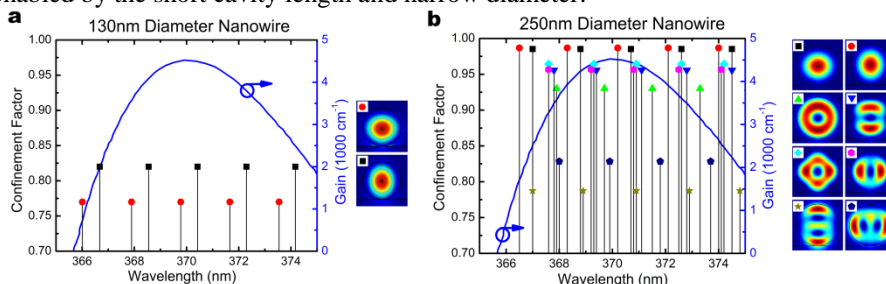 enabled by the short cavity length and narrow diameter.
a
130nm Diameter Nanowire
1.00
0.95
0.90
0.85
0.80
0.75
0.70
Confinement Factor
5
4
3
2
1
0
Gain (1000 cm⁻¹)
366 368 370 372 374
Wavelength (nm)
b
250nm Diameter Nanowire
1.00
0.95
0.90
0.85
0.80
0.75
0.70
Confinement Factor
5
4
3
2
1
0
Gain (1000 cm⁻¹)
366 368 370 372 374
Wavelength (nm)